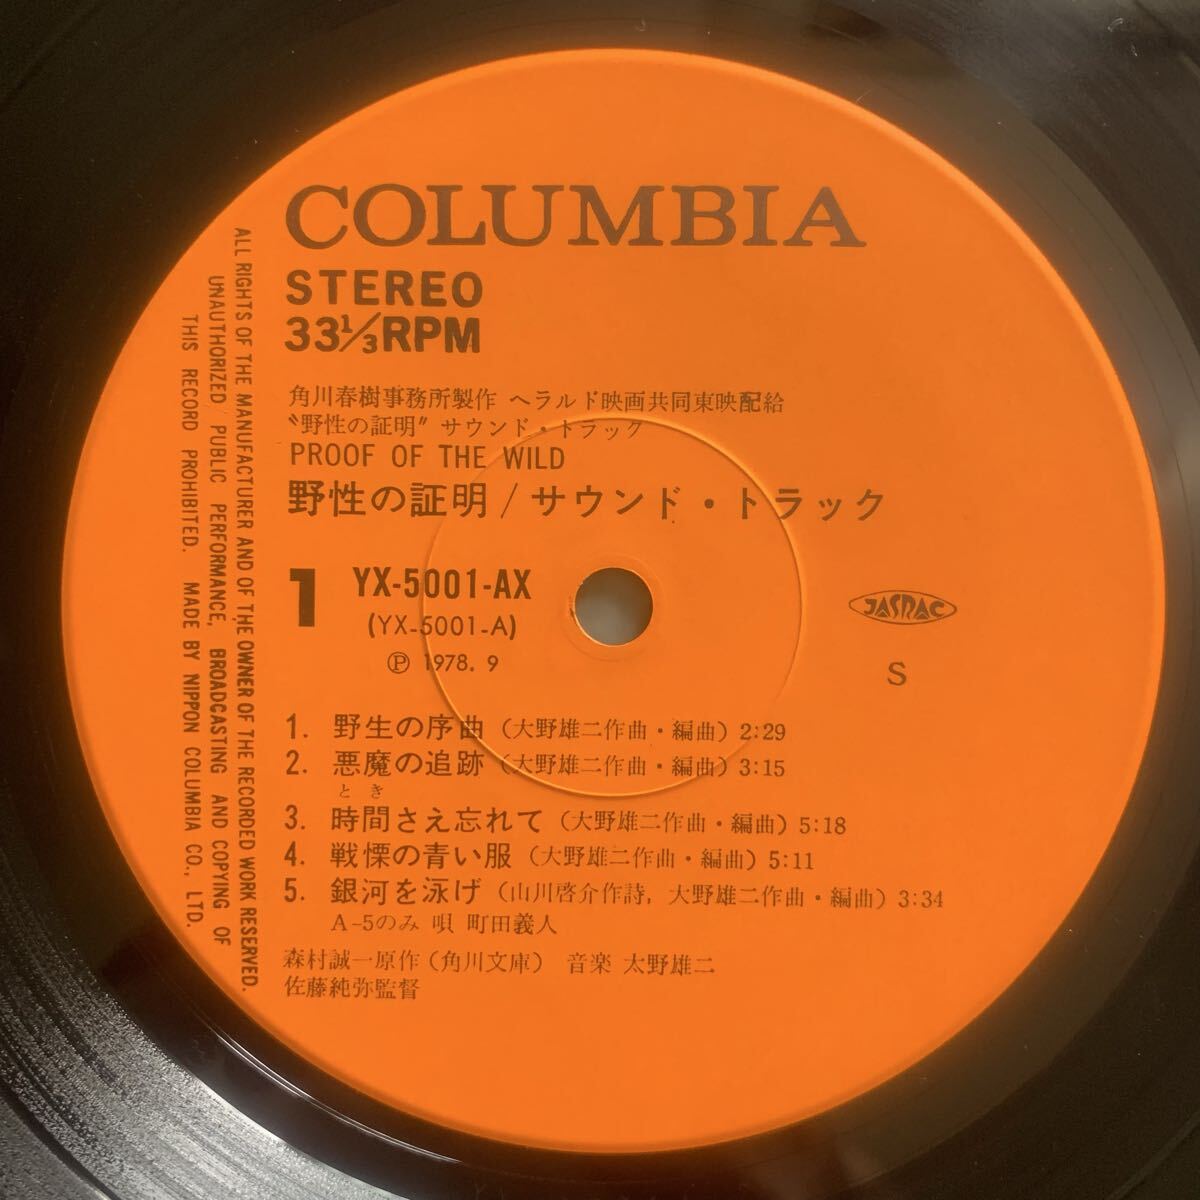 COLUMBIA
STEREO
33⅓RPM
角川春樹事務所製作 ヘラルド映画共同東映配給
〝野性の証明〟サウンド・トラック
PROOF OF THE WILD
野性の証明/サウンド・トラック
1
YX-5001-AX
(YX-5001-A)
Ⓟ 1978. 9
JASRAC
S
1. 野生の序曲 (大野雄二作曲・編曲) 2:29
2. 悪魔の追跡 (大野雄二作曲・編曲) 3:15
とき
3. 時間さえ忘れて (大野雄二作曲・編曲) 5:18
4. 戦慄の青い服 (大野雄二作曲・編曲) 5:11
5. 銀河を泳げ (山川啓介作詩, 大野雄二作曲・編曲) 3:34
A-5のみ 唄 町田義人
森村誠一原作(角川文庫) 音楽 大野雄二
佐藤純弥監督
ALL RIGHTS OF THE MANUFACTURER AND OF THE OWNER OF THE RECORDED WORK RESERVED.
UNAUTHORIZED PUBLIC PERFORMANCE, BROADCASTING AND COPYING OF
THIS RECORD PROHIBITED. MADE BY NIPPON COLUMBIA CO., LTD.